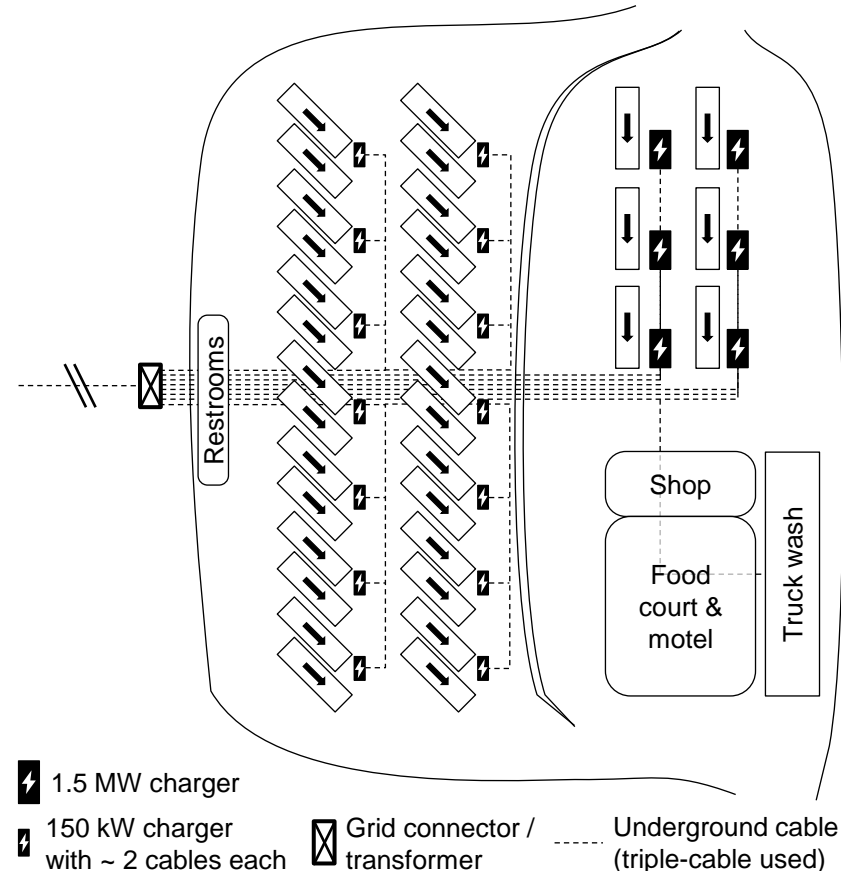 Restrooms
Shop
Food
court &
motel
Truck wash
1.5 MW charger
150 kW charger
with ~ 2 cables each
Grid connector /
transformer
Underground cable
(triple-cable used)